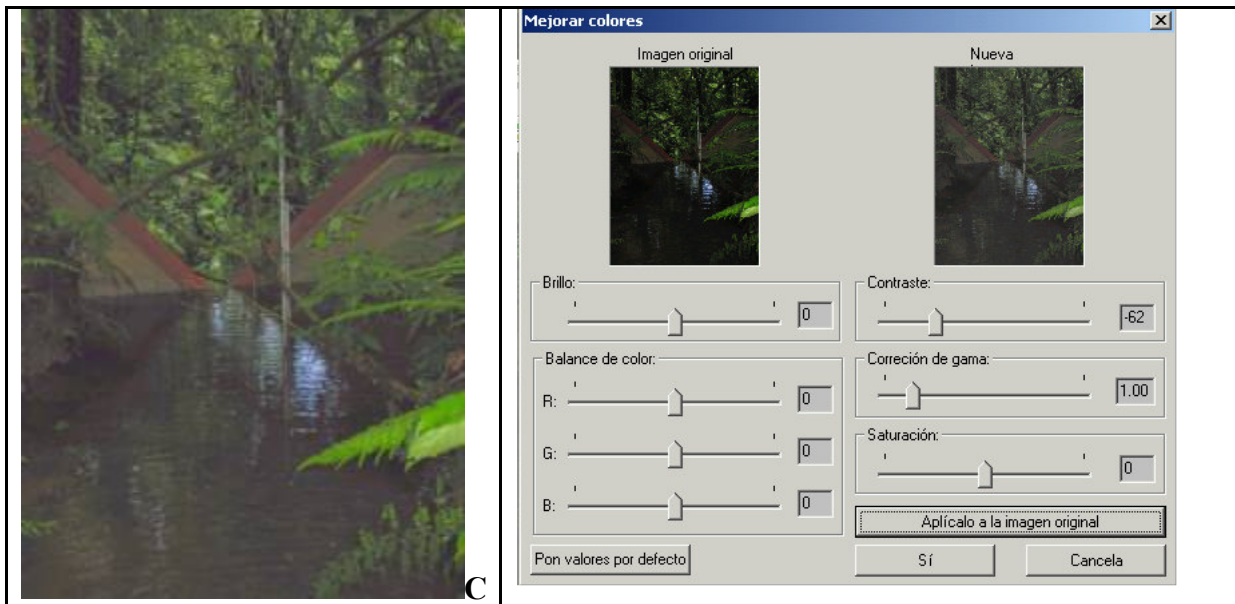 C
Mejorar colores
Imagen original
Nueva
Brillo:
0
Contraste:
-62
Balance de color:
R:
0
G:
0
B:
0
Correción de gama:
1.00
Saturación:
0
Aplícalo a la imagen original
Pon valores por defecto
Sí
Cancela